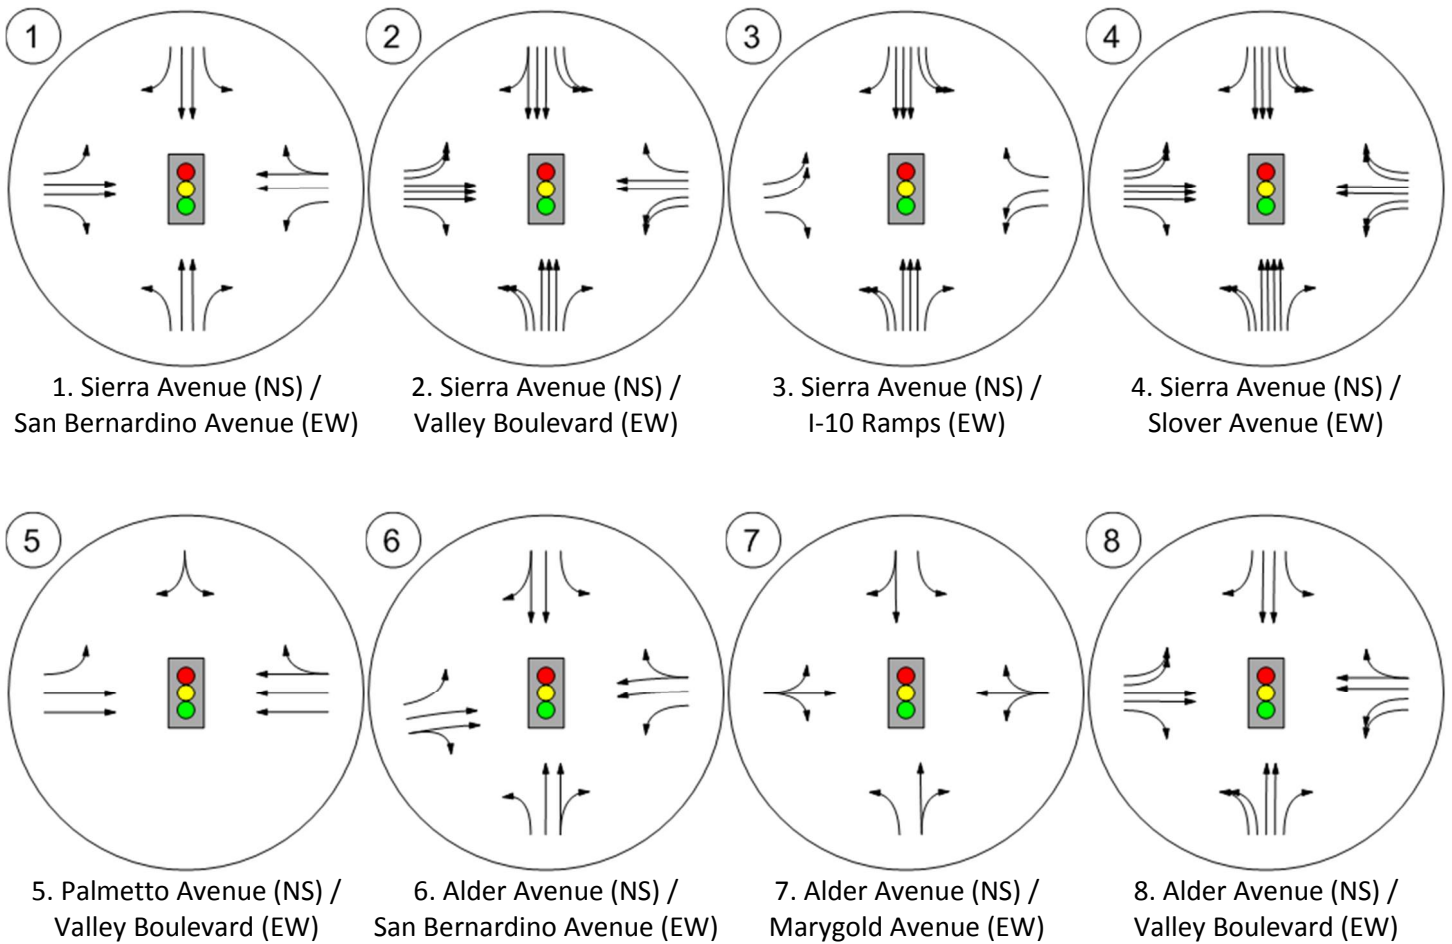 1
2
3
4
1. Sierra Avenue (NS) /
San Bernardino Avenue (EW)
2. Sierra Avenue (NS) /
Valley Boulevard (EW)
3. Sierra Avenue (NS) /
I-10 Ramps (EW)
4. Sierra Avenue (NS) /
Slover Avenue (EW)
5
6
7
8
5. Palmetto Avenue (NS) /
Valley Boulevard (EW)
6. Alder Avenue (NS) /
San Bernardino Avenue (EW)
7. Alder Avenue (NS) /
Marygold Avenue (EW)
8. Alder Avenue (NS) /
Valley Boulevard (EW)